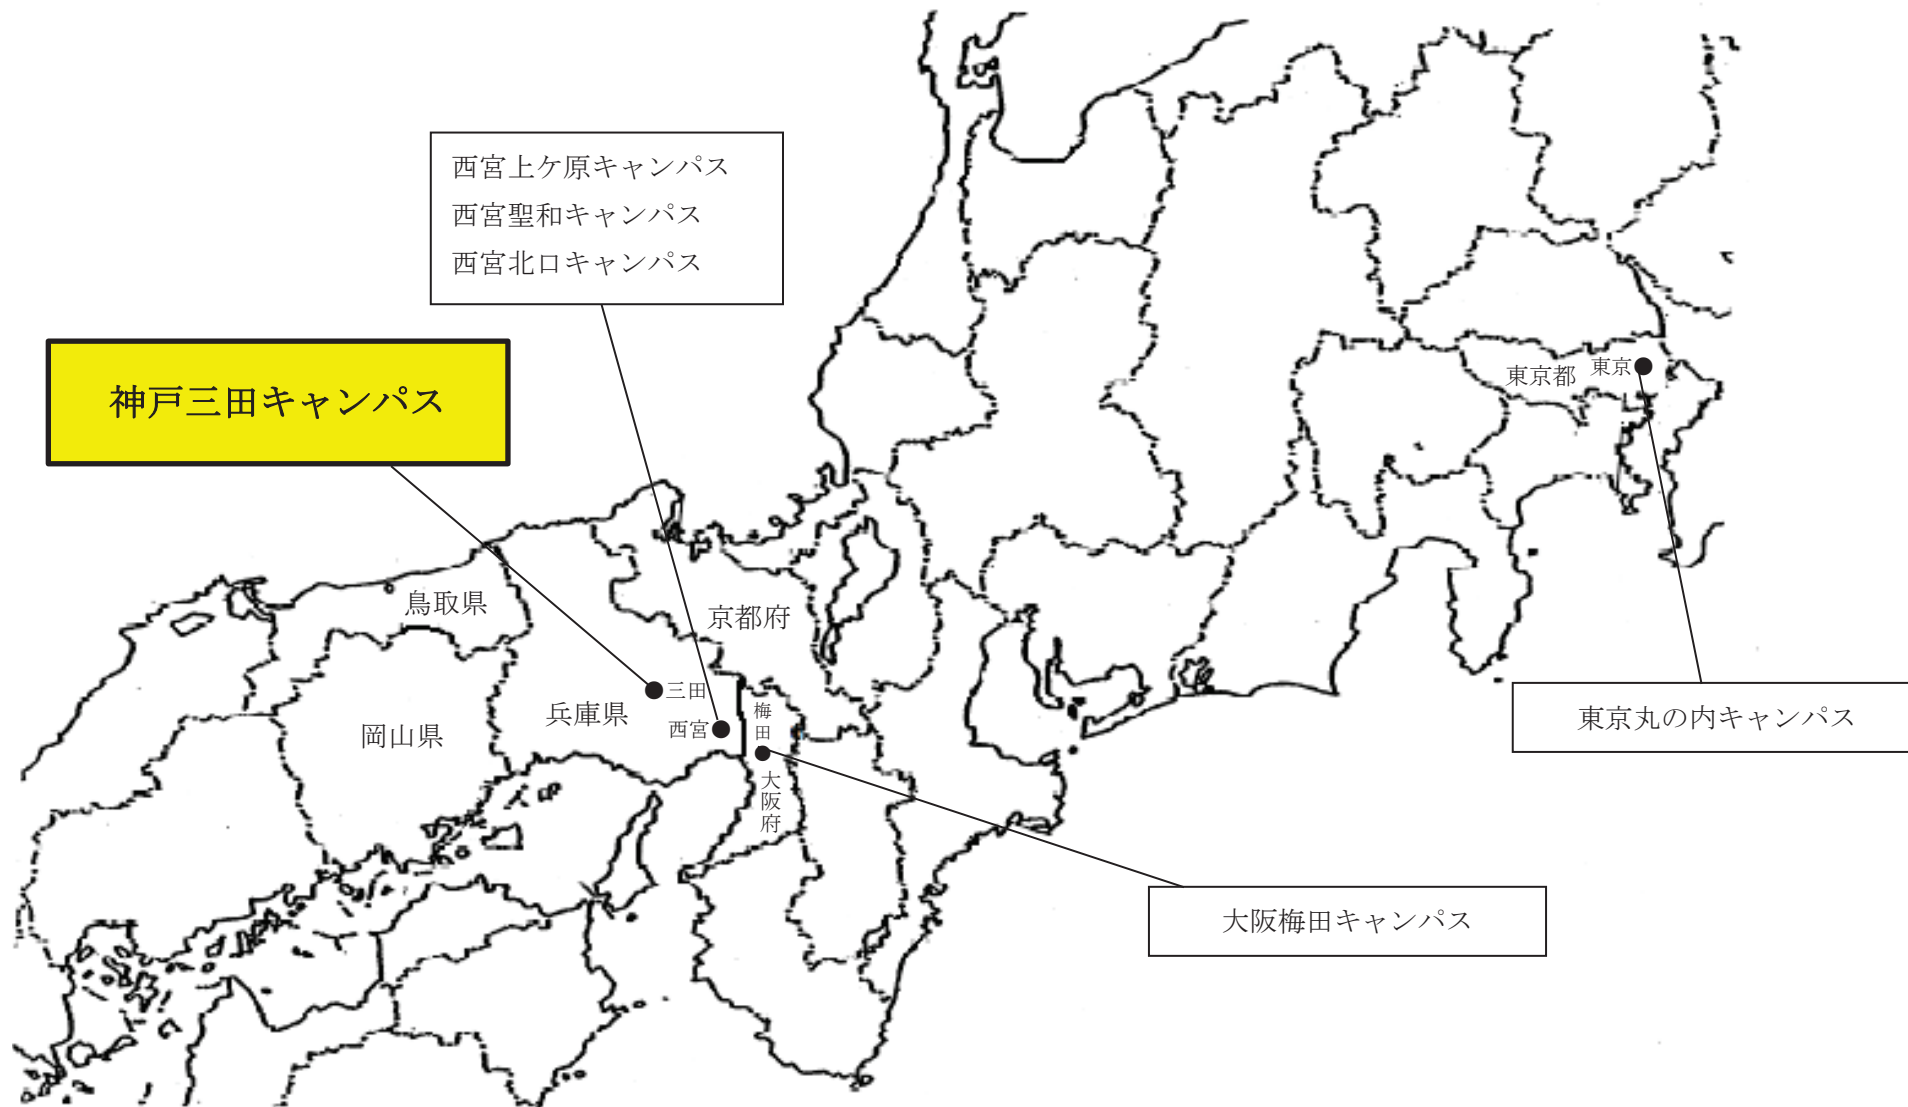 西宮上ケ原キャンパス
西宮聖和キャンパス
西宮北口キャンパス
神戸三田キャンパス
東京都
東京
鳥取県
京都府
三田
兵庫県
西宮
梅田
岡山県
大阪府
東京丸の内キャンパス
大阪梅田キャンパス